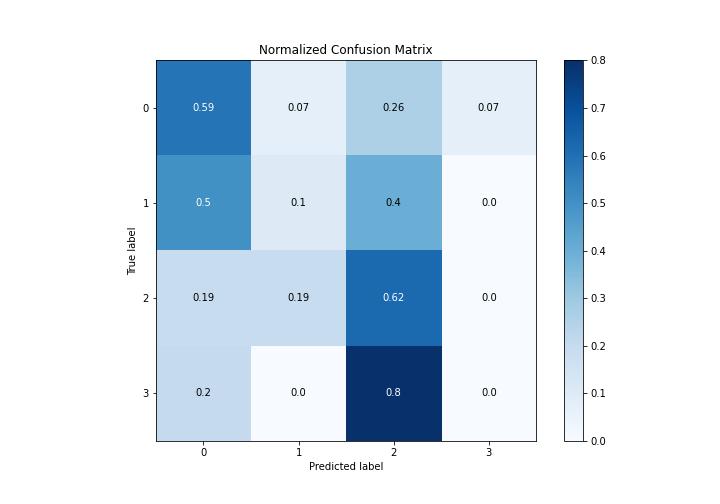 Normalized Confusion Matrix
0 0.59 0.07 0.26 0.07
1 0.5 0.1 0.4 0.0
2 0.19 0.19 0.62 0.0
3 0.2 0.0 0.8 0.0
0 1 2 3
True label
Predicted label
0.8
0.7
0.6
0.5
0.4
0.3
0.2
0.1
0.0